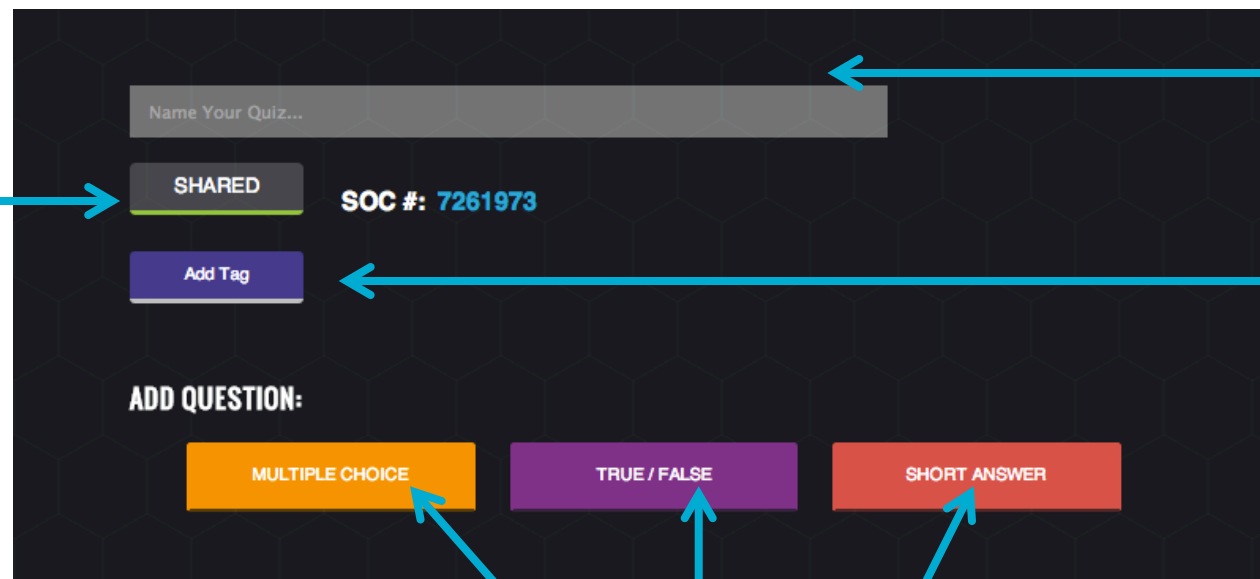 Name Your Quiz...
SHARED
SOC #: 7261973
Add Tag
ADD QUESTION:
MULTIPLE CHOICE
TRUE / FALSE
SHORT ANSWER